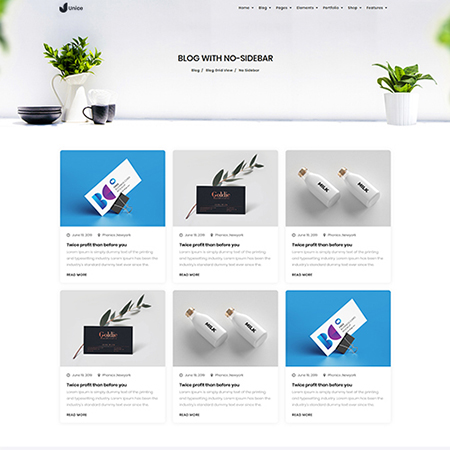 Unice
Home Blog Pages Elements Portfolio Shop Features
BLOG WITH NO-SIDEBAR
Blog / Blog Grid View / No Sidebar
Goldie
MILK
MILK
June 19, 2016 Phonics, Newyork
Twice profit than before you
Lorem Ipsum is simply dummy text of the printing
and typesetting industry. Lorem Ipsum has been the
industry's standard dummy text ever since the.
READ MORE
June 19, 2016 Phonics, Newyork
Twice profit than before you
Lorem Ipsum is simply dummy text of the printing
and typesetting industry. Lorem Ipsum has been the
industry's standard dummy text ever since the.
READ MORE
June 19, 2016 Phonics, Newyork
Twice profit than before you
Lorem Ipsum is simply dummy text of the printing
and typesetting industry. Lorem Ipsum has been the
industry's standard dummy text ever since the.
READ MORE
Goldie
MILK
MILK
June 19, 2016 Phonics, Newyork
Twice profit than before you
Lorem Ipsum is simply dummy text of the printing
and typesetting industry. Lorem Ipsum has been the
industry's standard dummy text ever since the.
READ MORE
June 19, 2016 Phonics, Newyork
Twice profit than before you
Lorem Ipsum is simply dummy text of the printing
and typesetting industry. Lorem Ipsum has been the
industry's standard dummy text ever since the.
READ MORE
June 19, 2016 Phonics, Newyork
Twice profit than before you
Lorem Ipsum is simply dummy text of the printing
and typesetting industry. Lorem Ipsum has been the
industry's standard dummy text ever since the.
READ MORE